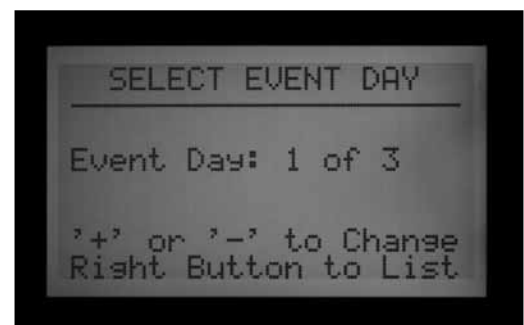 SELECT EVENT DAY
Event Day: 1 of 3
'+' or '-' to Change
Right Button to List